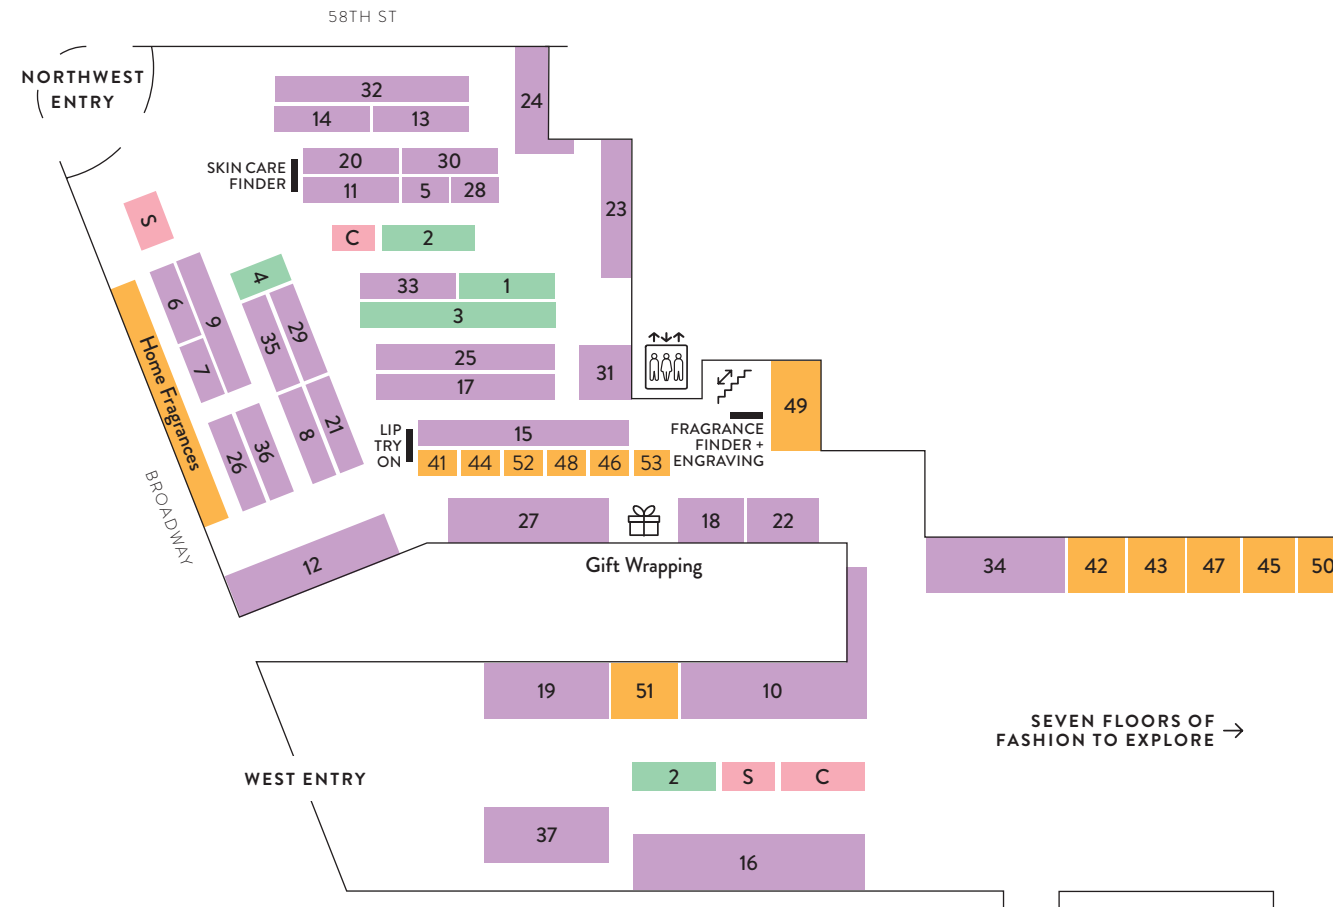 58TH ST
NORTHWEST
ENTRY
32
14 13
24
SKIN CARE
FINDER
20 30
11 5 28
23
S
C 2
4
33 1
3
6 9
35 29
7
Home Fragrances
25
17
31
49
26 36
8 21
LIP
TRY
ON
15
41 44 52 48 46 53
FRAGRANCE
FINDER +
ENGRAVING
BROADWAY
27
18 22
12
Gift Wrapping
34 42 43 47 45 50
19 51 10
SEVEN FLOORS OF
FASHION TO EXPLORE →
WEST ENTRY
2 S C
37
16